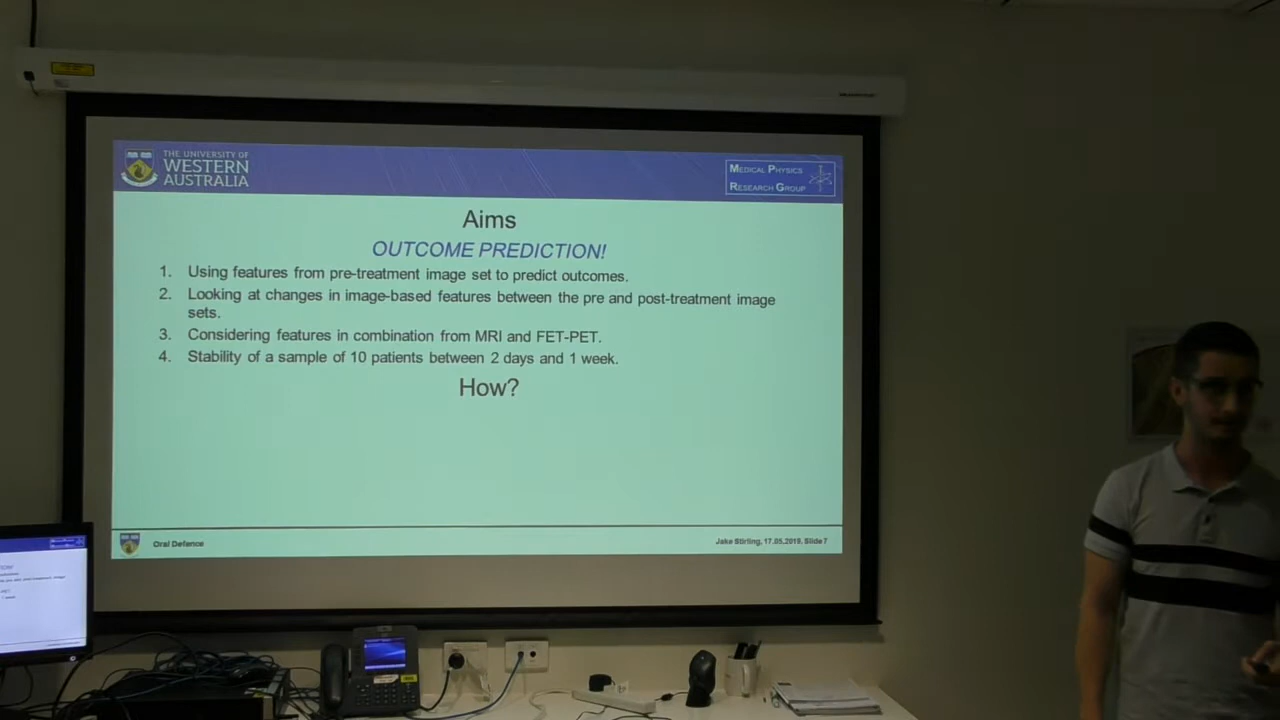 THE UNIVERSITY OF
WESTERN
AUSTRALIA
MEDICAL PHYSICS
RESEARCH GROUP
Aims
OUTCOME PREDICTION!
1. Using features from pre-treatment image set to predict outcomes.
2. Looking at changes in image-based features between the pre and post-treatment image
sets.
3. Considering features in combination from MRI and FET-PET.
4. Stability of a sample of 10 patients between 2 days and 1 week.
How?
Oral Defence
Jake Stirling, 17.05.2019, Slide 7